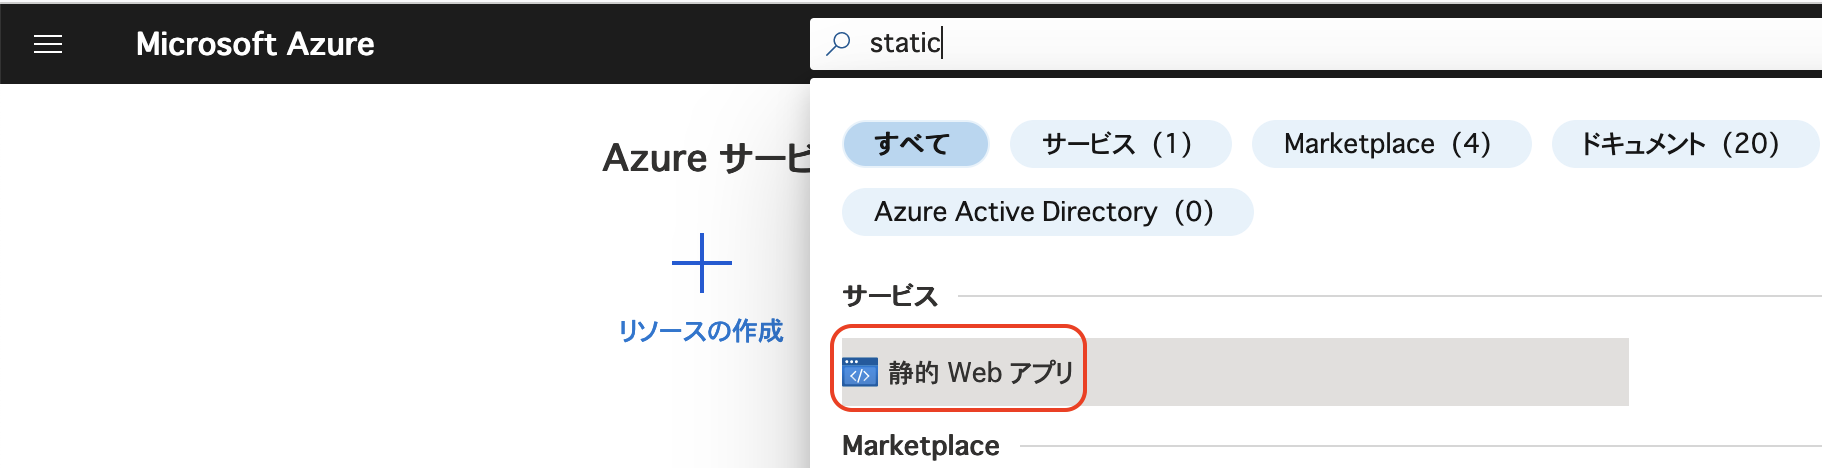 Microsoft Azure
static
すべて
サービス (1)
Marketplace (4)
ドキュメント (20)
Azure Active Directory (0)
Azure サービ
リソースの作成
サービス
静的 Web アプリ
Marketplace